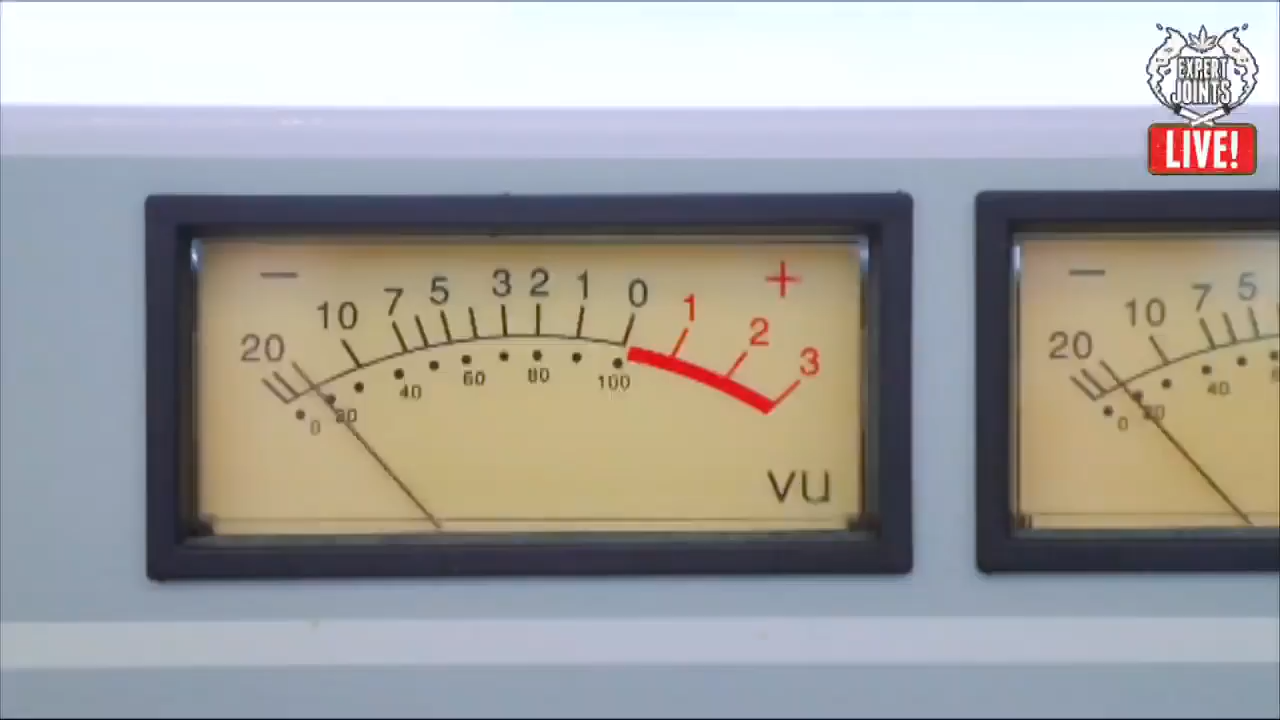 EXPERT
JOINTS
LIVE!
− +
20 10 7 5 3 2 1 0 1 2 3
0 20 40 60 80 100
VU
−
20 10 7 5
0 20 40